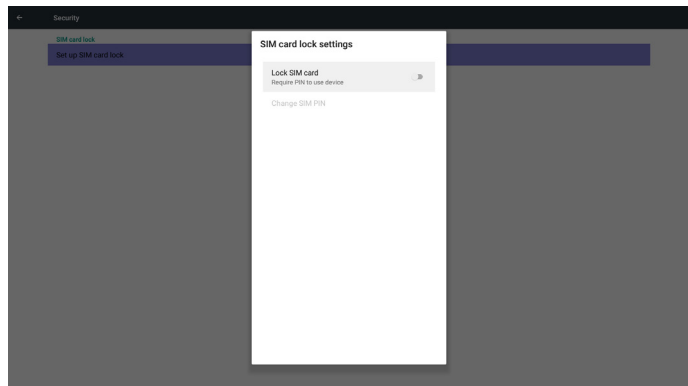 Security
SIM card lock
Set up SIM card lock
SIM card lock settings
Lock SIM card
Require PIN to use device
Change SIM PIN